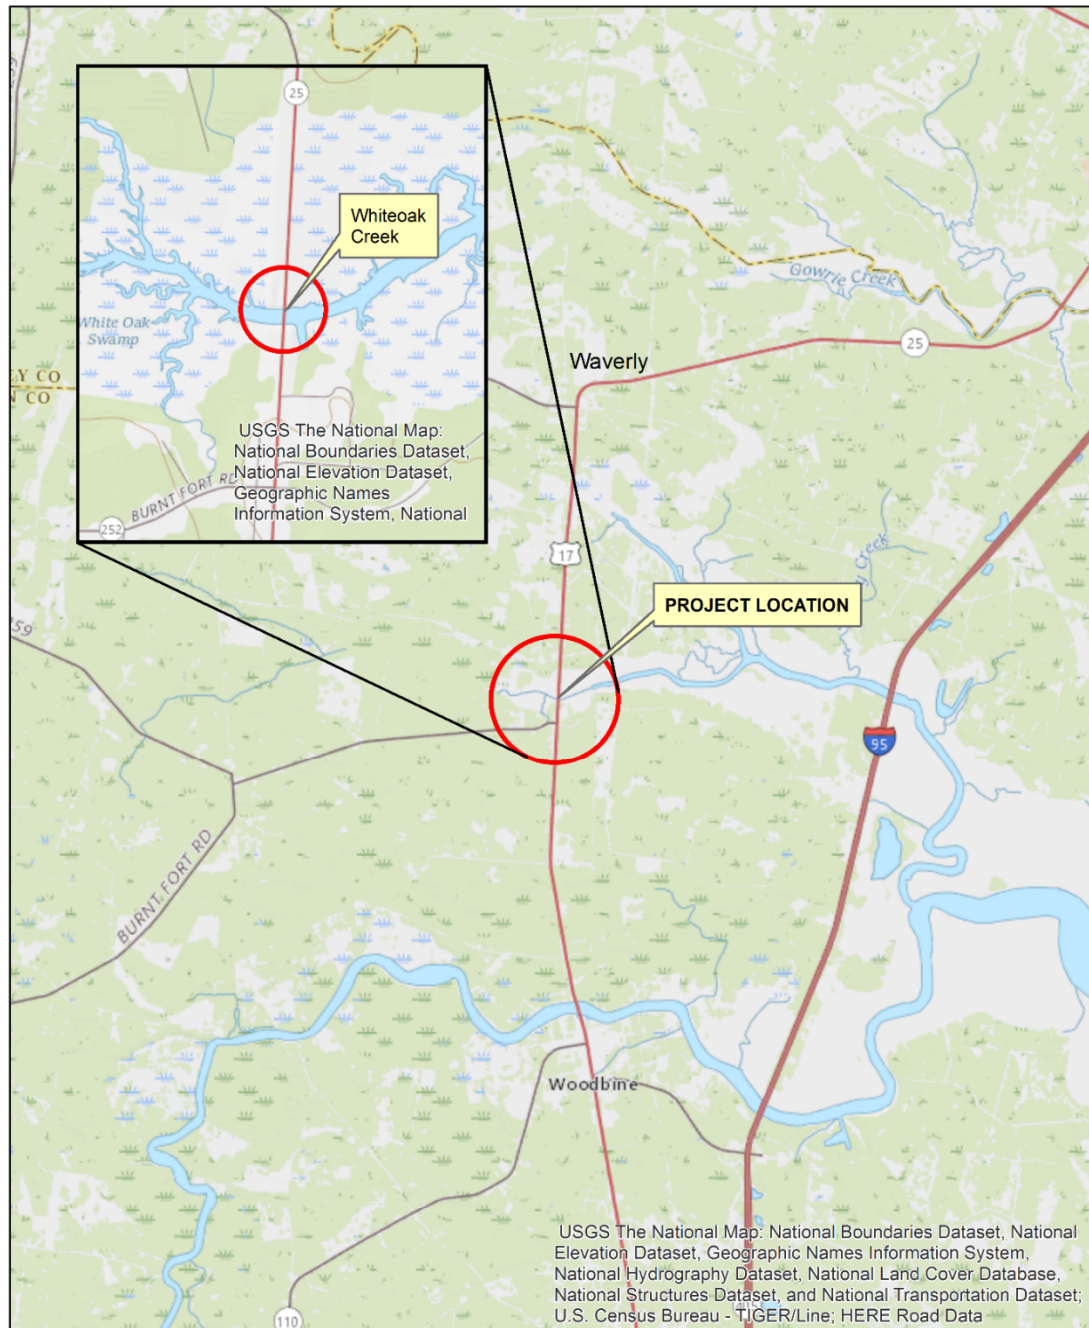 259
25
Whiteoak
Creek
White Oak
Swamp
USGS The National Map:
National Boundaries Dataset,
National Elevation Dataset,
Geographic Names
Information System, National
BURNT FORT RD
252
Y CO
N CO
Gowrie Creek
25
Waverly
17
Creek
PROJECT LOCATION
259
95
BURNT FORT RD
Woodbine
USGS The National Map: National Boundaries Dataset, National
Elevation Dataset, Geographic Names Information System,
National Hydrography Dataset, National Land Cover Database,
National Structures Dataset, and National Transportation Dataset;
U.S. Census Bureau - TIGER/Line; HERE Road Data
110